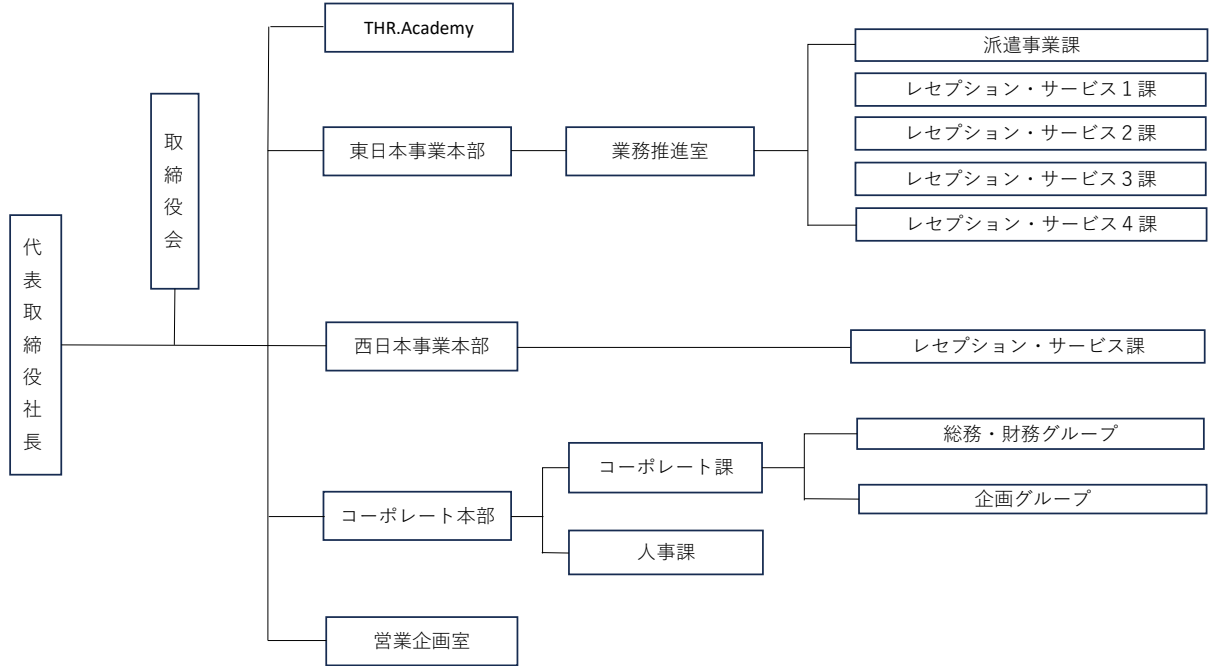 代表取締役社長
取締役会
THR.Academy
東日本事業本部
業務推進室
派遣事業課
レセプション・サービス1課
レセプション・サービス2課
レセプション・サービス3課
レセプション・サービス4課
西日本事業本部
レセプション・サービス課
コーポレート本部
コーポレート課
総務・財務グループ
企画グループ
人事課
営業企画室